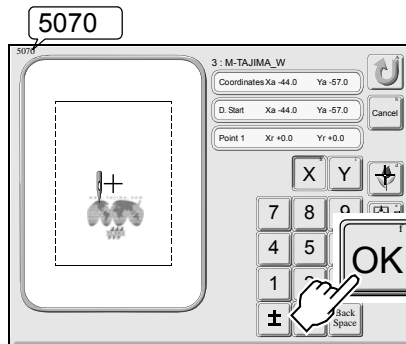 5070
5070
3 : M-TAJIMA_W
Coordinates Xa -44.0 Ya -57.0
D. Start Xa -44.0 Ya -57.0
Cancel
Point 1 Xr +0.0 Yr +0.0
X Y
7 8 9
4 5
f
OK
1
± Back
Space